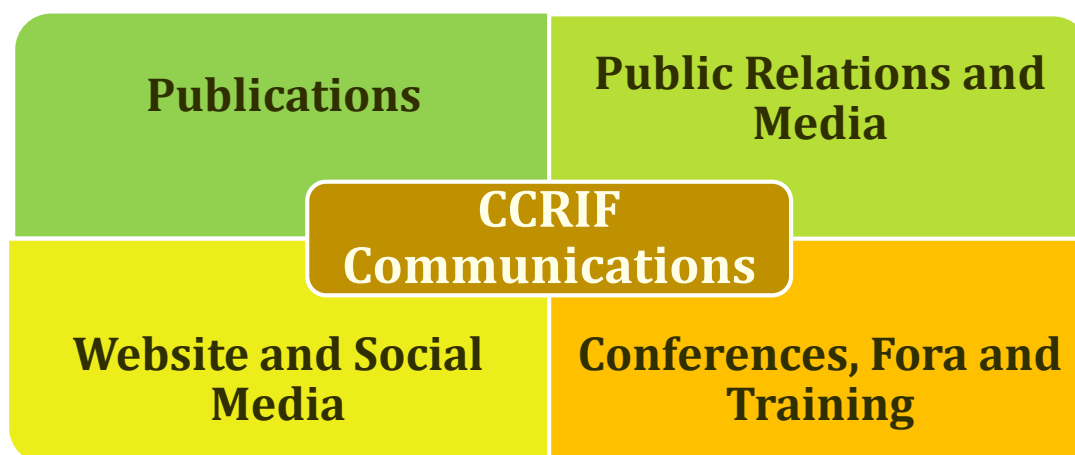 Publications
Public Relations and
Media
CCRIF
Communications
Website and Social
Media
Conferences, Fora and
Training